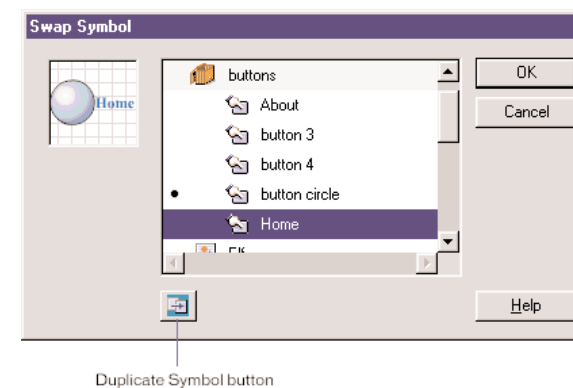 Swap Symbol
Home
buttons
About
button 3
button 4
button circle
Home
OK
Cancel
Help
Duplicate Symbol button